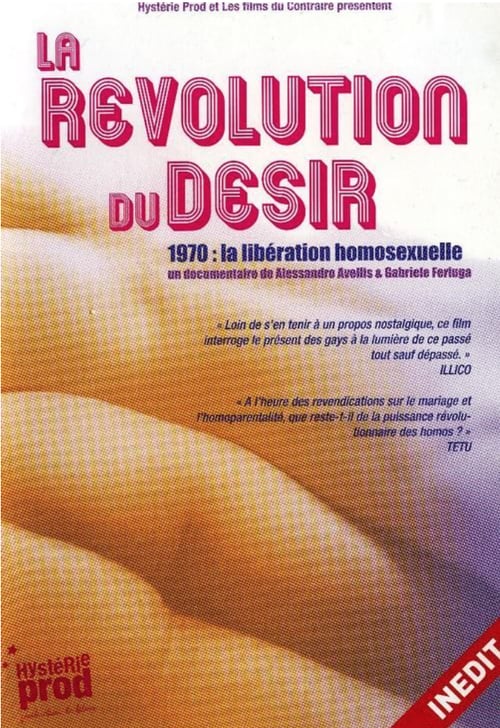 Hystérie Prod et Les films du Contraire présentent
LA
REVOLUTION
DU DESIR
1970 : la libération homosexuelle
un documentaire de Alessandro Avellis & Gabriele Ferluga
« Loin de s'en tenir à un propos nostalgique, ce film
interroge le présent des gays à la lumière de ce passé
tout sauf dépassé. »
ILLICO
« A l'heure des revendications sur le mariage et
l'homoparentalité, que reste-t-il de la puissance révolu-
tionnaire des homos ? »
TETU
HystéRIe
prod
INEDIT